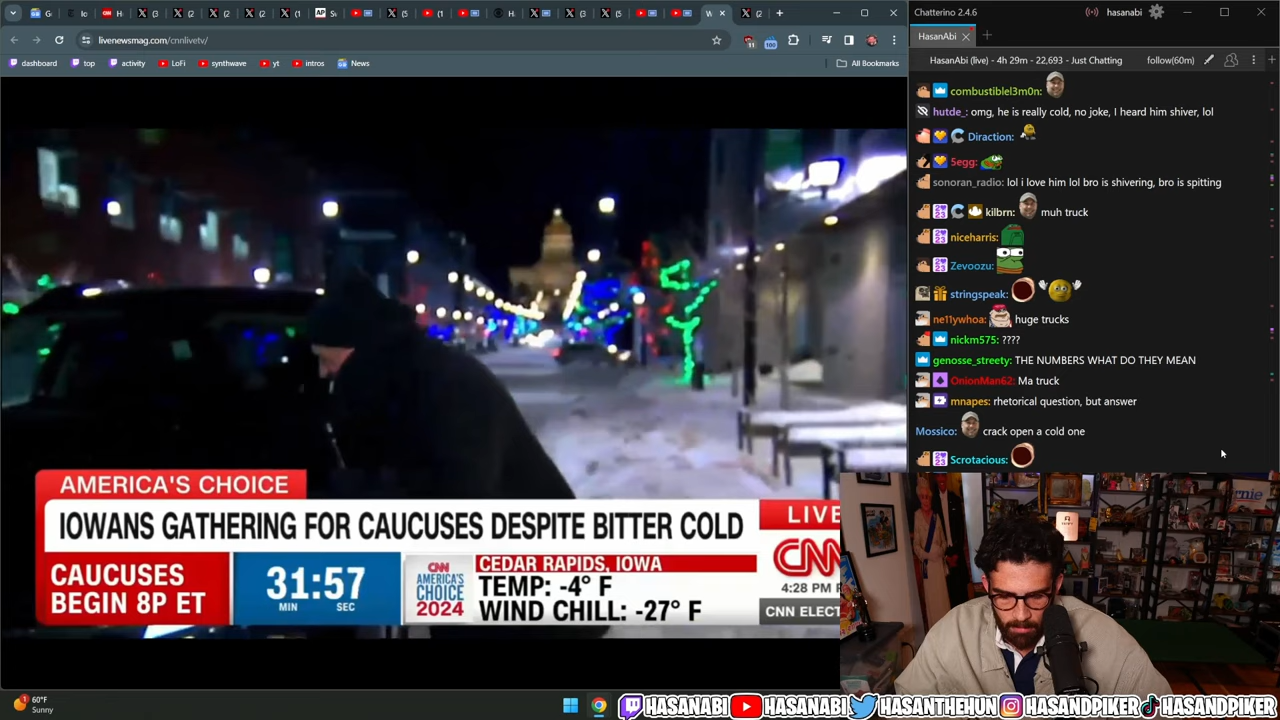 livenewsmag.com/cnnlivetv/
dashboard
top
activity
LoFi
synthwave
yt
intros
News
All Bookmarks
AMERICA'S CHOICE
IOWANS GATHERING FOR CAUCUSES DESPITE BITTER COLD
LIVE
CAUCUSES
BEGIN 8P ET
31:57
MIN
SEC
CNN
AMERICA'S
CHOICE
2024
CEDAR RAPIDS, IOWA
TEMP: -4° F
WIND CHILL: -27° F
CNN
4:28 PM
CNN ELECT
Chatterino 2.4.6
hasanabi
HasanAbi
HasanAbi (live) - 4h 29m - 22,693 - Just Chatting
follow(60m)
combustiblel3m0n:
hutde_: omg, he is really cold, no joke, I heard him shiver, lol
Diraction:
5egg:
sonoran_radio: lol i love him lol bro is shivering, bro is spitting
kilbrn: muh truck
niceharris:
Zevoozu:
stringspeak:
ne11ywhoa: huge trucks
nickm575: ????
genosse_streety: THE NUMBERS WHAT DO THEY MEAN
OnionMan62: Ma truck
mnapes: rhetorical question, but answer
Mossico: crack open a cold one
Scrotacious:
60°F
Sunny
HASANABI
HASANABI
HASANTHEHUN
HASANDPIKER
HASANDPIKER